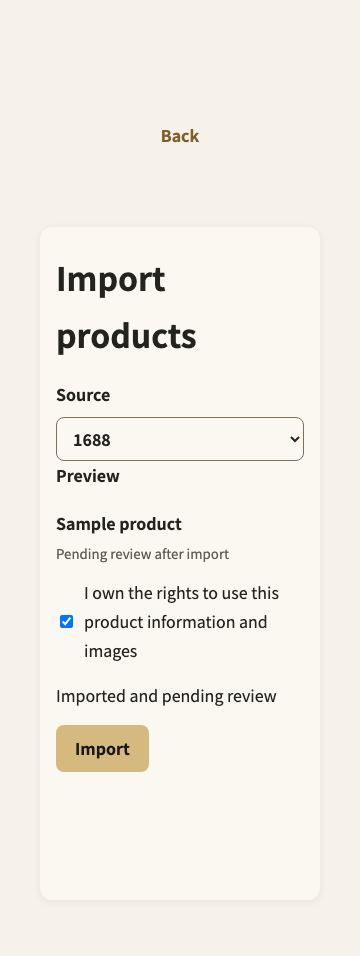 Back
Import
products
Source
1688
Preview
Sample product
Pending review after import
I own the rights to use this
product information and
images
Imported and pending review
Import